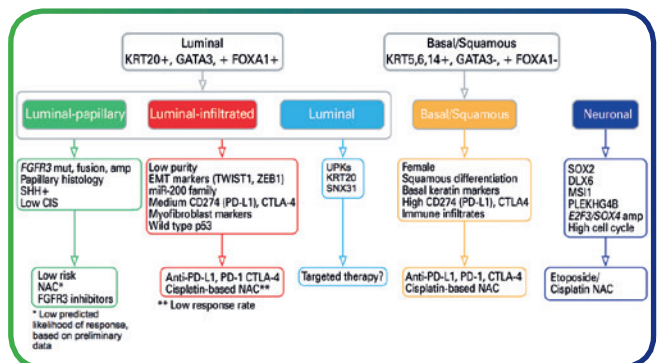 Luminal
KRT20+, GATA3, + FOXA1+
Basal/Squamous
KRT5,6,14+, GATA3-, + FOXA1-
Luminal-papillary
Luminal-infiltrated
Luminal
Basal/Squamous
Neuronal
FGFR3 mut, fusion, amp
Papillary histology
SHH+
Low CIS
Low purity
EMT markers (TWIST1, ZEB1)
miR-200 family
Medium CD274 (PD-L1), CTLA-4
Myofibroblast markers
Wild type p53
UPKs
KRT20
SNX31
Female
Squamous differentiation
Basal keratin markers
High CD274 (PD-L1), CTLA4
Immune infiltrates
SOX2
DLX6
MSI1
PLEKHG4B
E2F3/SOX4 amp
High cell cycle
Low risk
NAC*
FGFR3 inhibitors
* Low predicted
likelihood of response,
based on preliminary
data
Anti-PD-L1, PD-1 CTLA-4
Cisplatin-based NAC**
** Low response rate
Targeted therapy?
Anti-PD-L1, PD-1, CTLA-4
Cisplatin-based NAC
Etoposide/
Cisplatin NAC